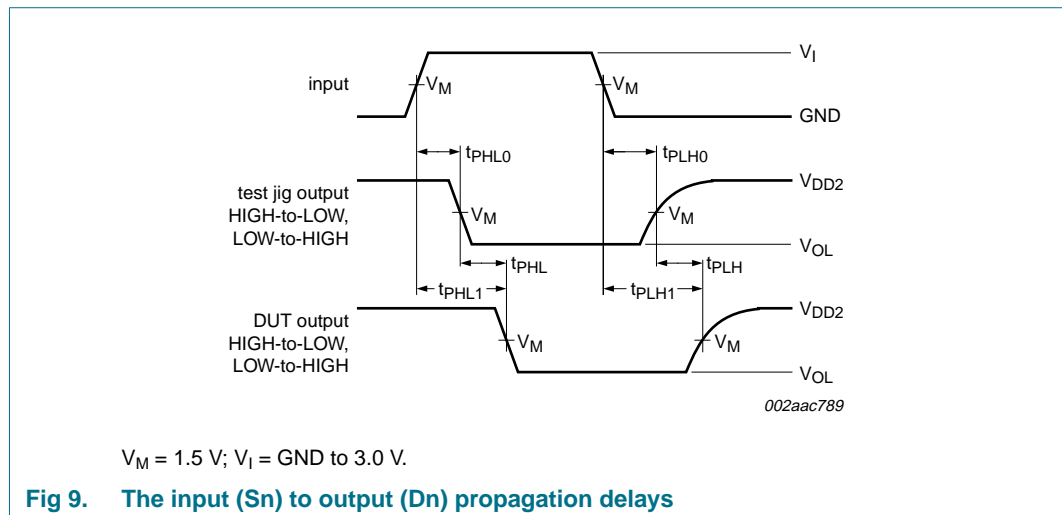 V_I
input
V_M
V_M
GND
t_PHL0
t_PLH0
V_DD2
test jig output
HIGH-to-LOW,
LOW-to-HIGH
V_M
V_M
V_OL
t_PHL
t_PLH
t_PHL1
t_PLH1
V_DD2
DUT output
HIGH-to-LOW,
LOW-to-HIGH
V_M
V_M
V_OL
002aac789
V_M = 1.5 V; V_I = GND to 3.0 V.
Fig 9. The input (Sn) to output (Dn) propagation delays